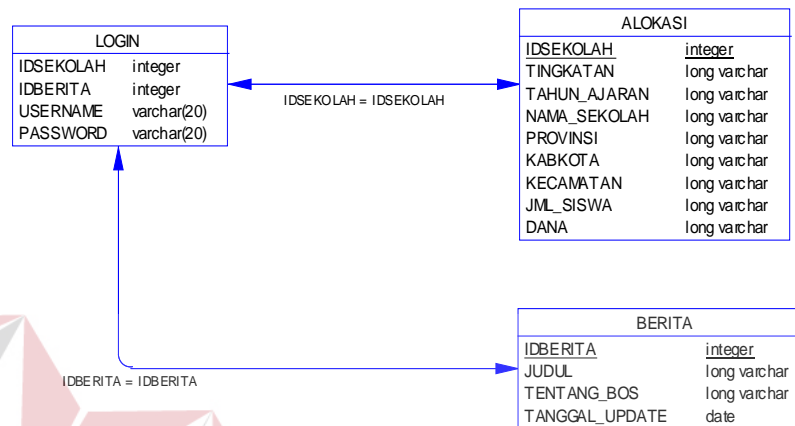 LOGIN
IDSEKOLAH integer
IDBERITA integer
USERNAME varchar(20)
PASSWORD varchar(20)
IDSEKOLAH = IDSEKOLAH
ALOKASI
IDSEKOLAH integer
TINGKATAN long varchar
TAHUN_AJARAN long varchar
NAMA_SEKOLAH long varchar
PROVINSI long varchar
KABKOTA long varchar
KECAMATAN long varchar
JML_SISWA long varchar
DANA long varchar
IDBERITA = IDBERITA
BERITA
IDBERITA integer
JUDUL long varchar
TENTANG_BOS long varchar
TANGGAL_UPDATE date